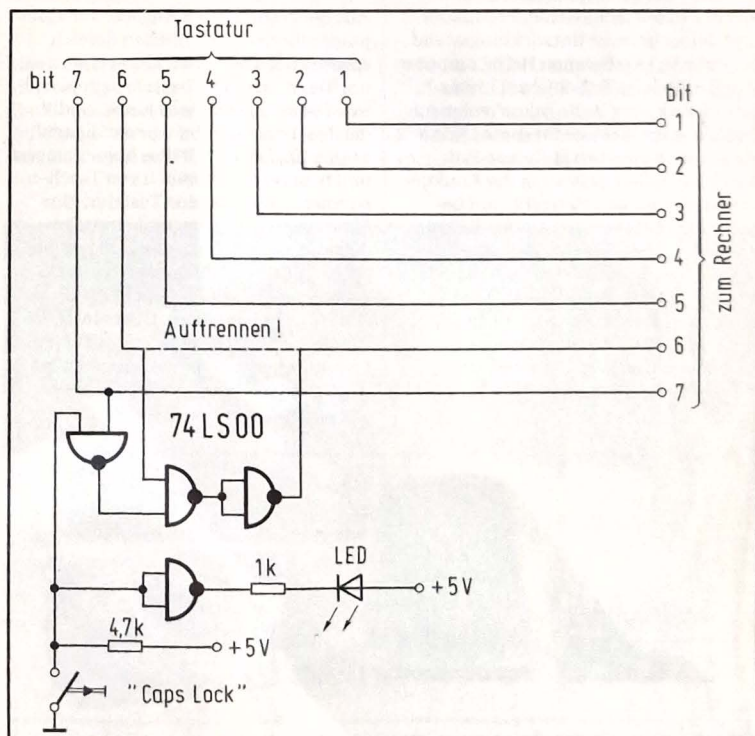 Tastatur
bit 7 6 5 4 3 2 1
bit
1
2
3
4
5
6
7
zum Rechner
Auftrennen!
74LS00
LED
1k
+5V
4,7k
+5V
"Caps Lock"